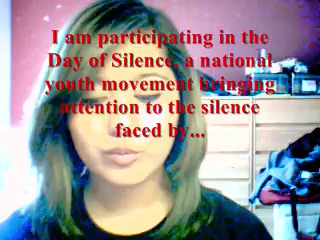 I am participating in the
Day of Silence, a national
youth movement bringing
attention to the silence
faced by...